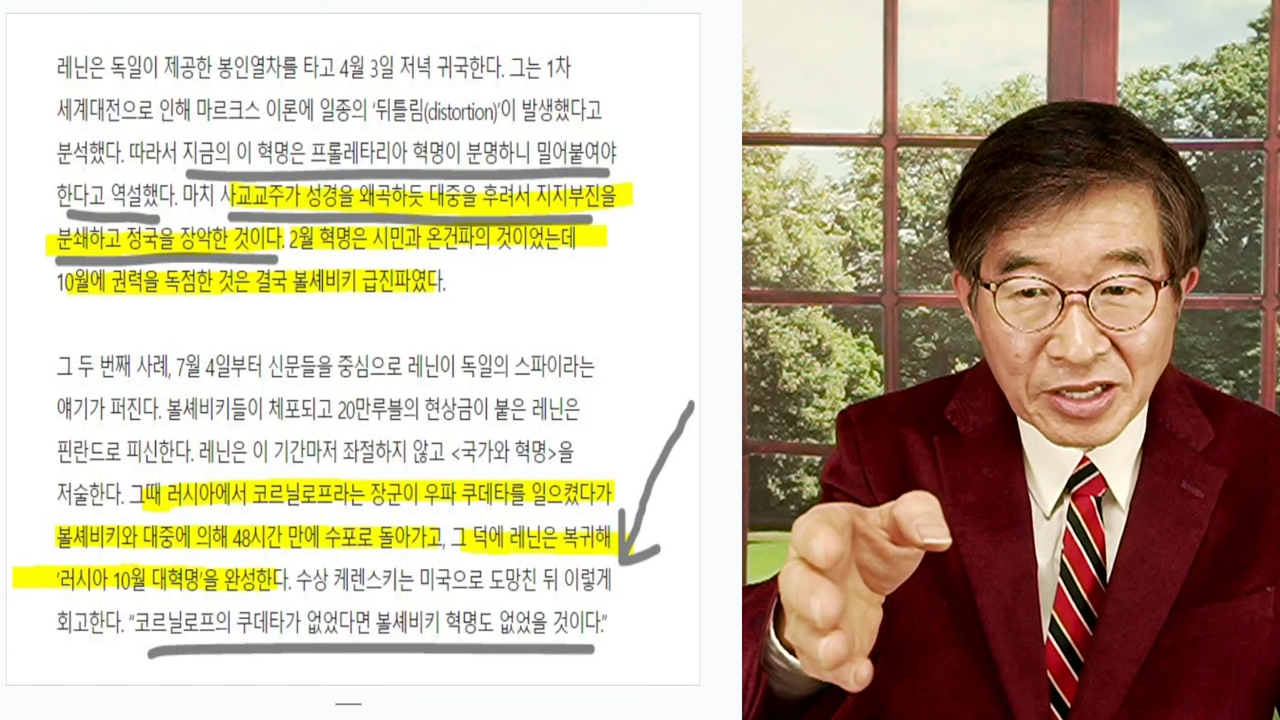 레닌은 독일이 제공한 봉인열차를 타고 4월 3일 저녁 귀국한다. 그는 1차
세계대전으로 인해 마르크스 이론에 일종의 '뒤틀림(distortion)'이 발생했다고
분석했다. 따라서 지금의 이 혁명은 프롤레타리아 혁명이 분명하니 밀어붙여야
한다고 역설했다. 마치 사교교주가 성경을 왜곡하듯 대중을 후려서 지지부진을
분쇄하고 정국을 장악한 것이다. 2월 혁명은 시민과 온건파의 것이었는데
10월에 권력을 독점한 것은 결국 볼셰비키 급진파였다.
그 두 번째 사례, 7월 4일부터 신문들을 중심으로 레닌이 독일의 스파이라는
얘기가 퍼진다. 볼셰비키들이 체포되고 20만루블의 현상금이 붙은 레닌은
핀란드로 피신한다. 레닌은 이 기간마저 좌절하지 않고 <국가와 혁명>을
저술한다. 그때 러시아에서 코르닐로프라는 장군이 우파 쿠데타를 일으켰다가
볼셰비키와 대중에 의해 48시간 만에 수포로 돌아가고, 그 덕에 레닌은 복귀해
'러시아 10월 대혁명'을 완성한다. 수상 케렌스키는 미국으로 도망친 뒤 이렇게
회고한다. "코르닐로프의 쿠데타가 없었다면 볼셰비키 혁명도 없었을 것이다."